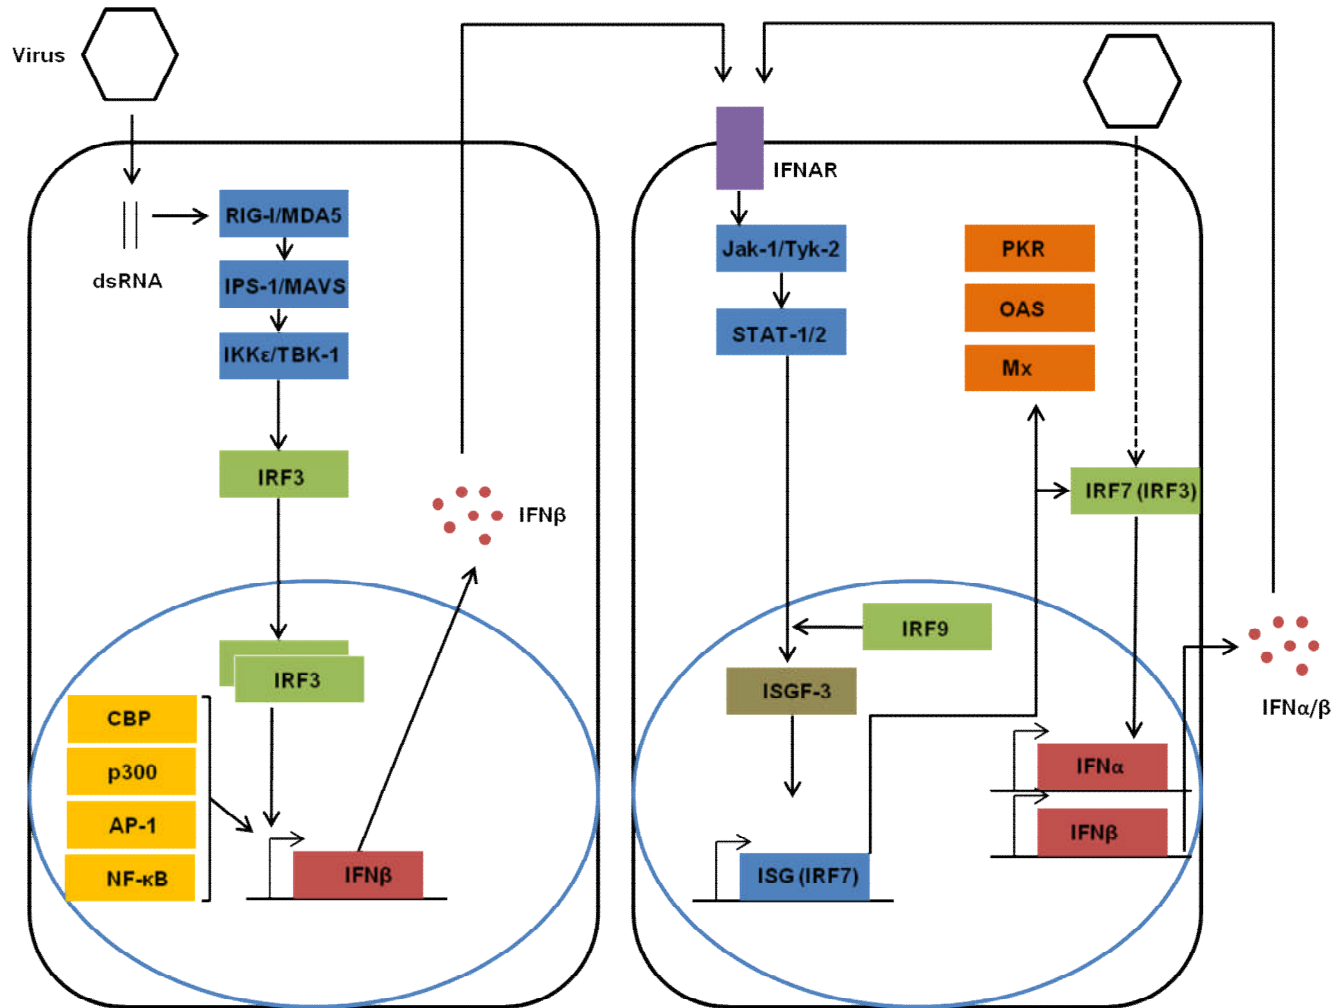 Virus
dsRNA
RIG-I/MDA5
IPS-1/MAVS
IKKε/TBK-1
IRF3
IFNβ
IRF3
CBP
p300
AP-1
NF-κB
IFNβ
IFNAR
Jak-1/Tyk-2
STAT-1/2
PKR
OAS
Mx
IRF7 (IRF3)
IRF9
ISGF-3
ISG (IRF7)
IFNα
IFNβ
IFNα/β